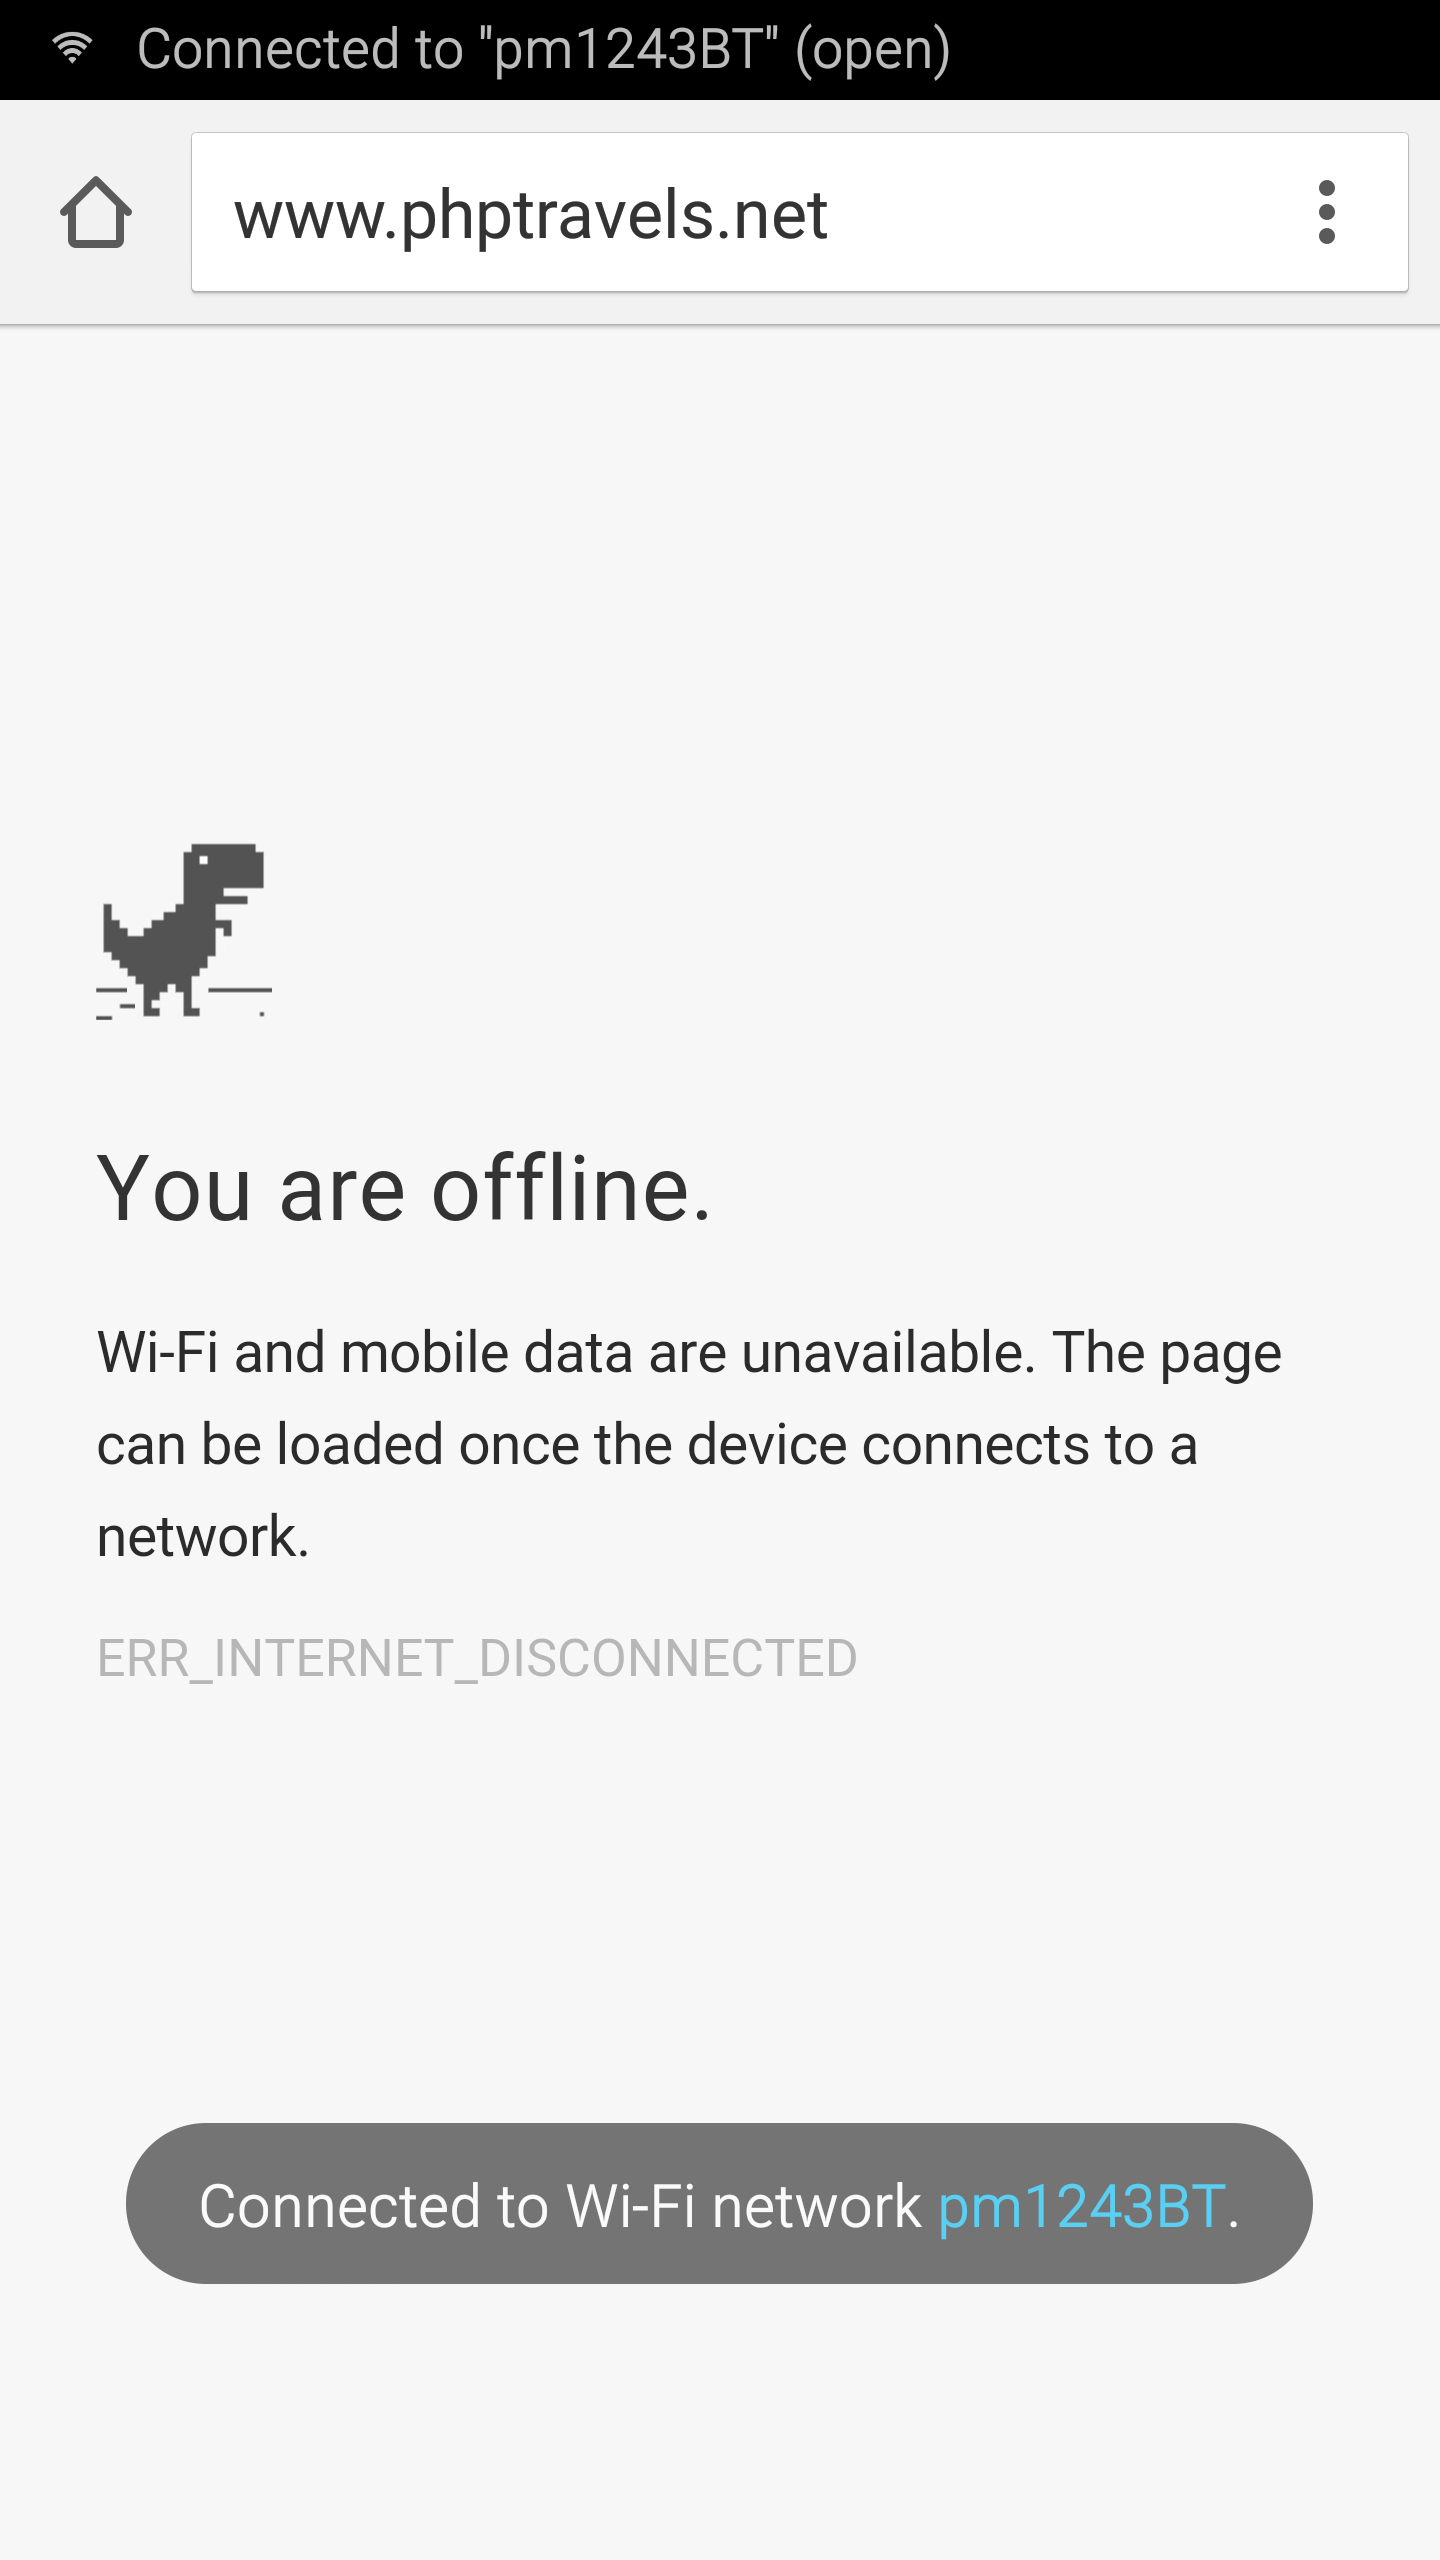 Connected to "pm1243BT" (open)
www.phptravels.net
You are offline.
Wi-Fi and mobile data are unavailable. The page
can be loaded once the device connects to a
network.
ERR_INTERNET_DISCONNECTED
Connected to Wi-Fi network pm1243BT.